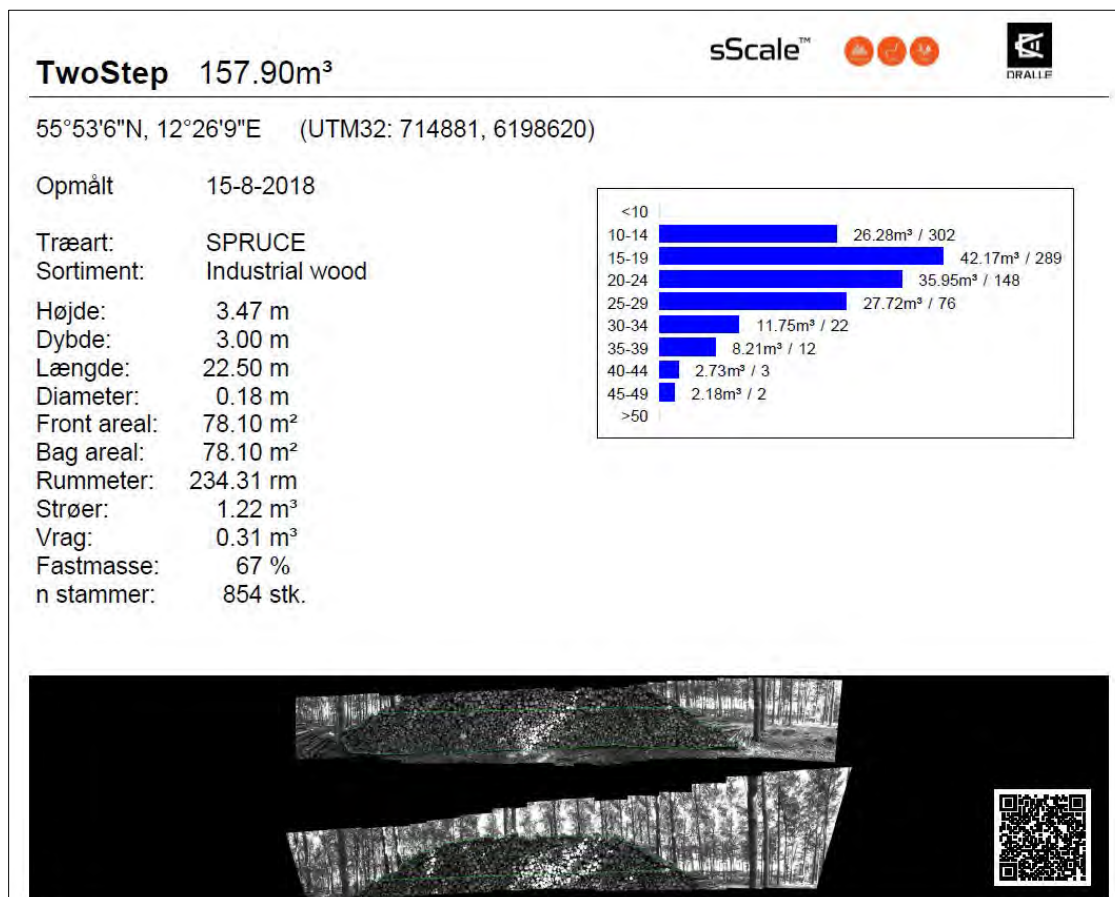 sScale™
DRALLE
TwoStep 157.90m³
55°53'6"N, 12°26'9"E (UTM32: 714881, 6198620)
Opmålt 15-8-2018
Træart: SPRUCE
Sortiment: Industrial wood
Højde: 3.47 m
Dybde: 3.00 m
Længde: 22.50 m
Diameter: 0.18 m
Front areal: 78.10 m²
Bag areal: 78.10 m²
Rummeter: 234.31 rm
Strøer: 1.22 m³
Vrag: 0.31 m³
Fastmasse: 67 %
n stammer: 854 stk.
<10
10-14 26.28m³ / 302
15-19 42.17m³ / 289
20-24 35.95m³ / 148
25-29 27.72m³ / 76
30-34 11.75m³ / 22
35-39 8.21m³ / 12
40-44 2.73m³ / 3
45-49 2.18m³ / 2
>50